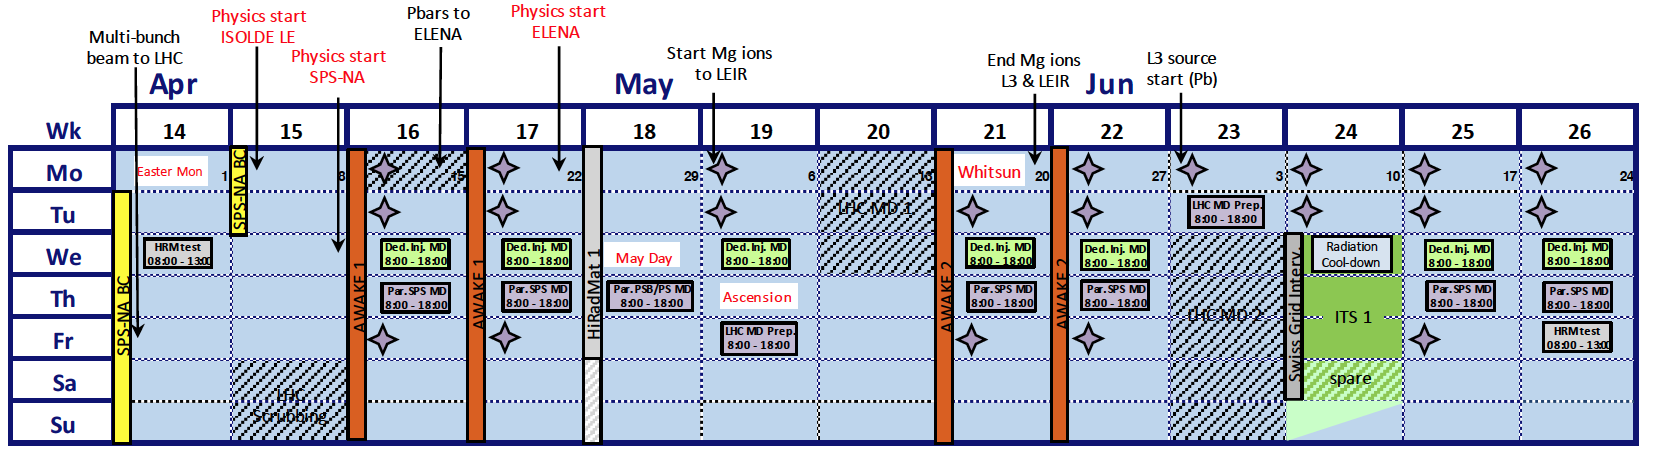 Multi-bunch
beam to LHC
Physics start
ISOLDE LE
Physics start
SPS-NA
Pbars to
ELENA
Physics start
ELENA
Start Mg ions
to LEIR
End Mg ions
L3 & LEIR
L3 source
start (Pb)
Apr May Jun
Wk 14 15 16 17 18 19 20 21 22 23 24 25 26
Mo Easter Mon 1 8 15 22 29 6 13 Whitsun 20 27 3 10 17 24
Tu LHC MD 1 LHC MD Prep.
8:00 - 18:00
We HRM test Ded. Inj. MD Ded. Inj. MD May Day Ded. Inj. MD Ded. Inj. MD Ded. Inj. MD Radiation Ded. Inj. MD Ded. Inj. MD
08:00 - 13:00 8:00 - 18:00 8:00 - 18:00 8:00 - 18:00 8:00 - 18:00 8:00 - 18:00 Cool-down 8:00 - 18:00 8:00 - 18:00
Th Par. SPS MD Par. SPS MD Par. PSB/PS MD Ascension Par. SPS MD Par. SPS MD LHC MD 2 ITS 1 Par. SPS MD Par. SPS MD
8:00 - 18:00 8:00 - 18:00 8:00 - 18:00 8:00 - 18:00 8:00 - 18:00 8:00 - 18:00 8:00 - 18:00
Fr LHC MD Prep. HRM test
8:00 - 18:00 08:00 - 13:00
Sa LHC spare
Su Scrubbing
SPS-NA BC
SPS-NA BC
AWAKE 1
AWAKE 1
HiRadMat 1
AWAKE 2
AWAKE 2
Swiss Grid Interv.